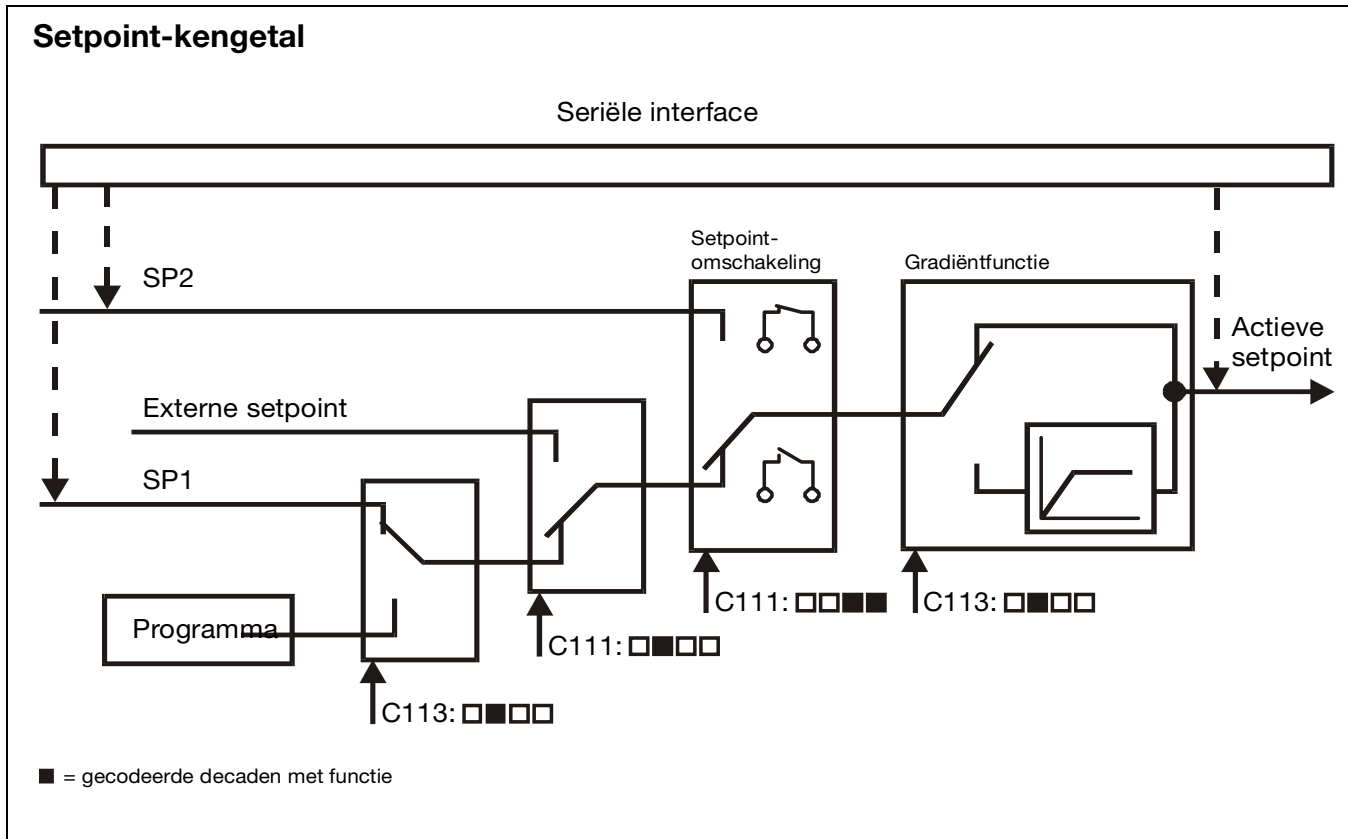 Setpoint-kengetal
Seriële interface
Setpoint-
omschakeling
Gradiëntfunctie
SP2
Actieve
setpoint
Externe setpoint
SP1
Programma
C111: □□■■
C113: □■□□
C111: □■□□
C113: □■□□
■ = gecodeerde decaden met functie